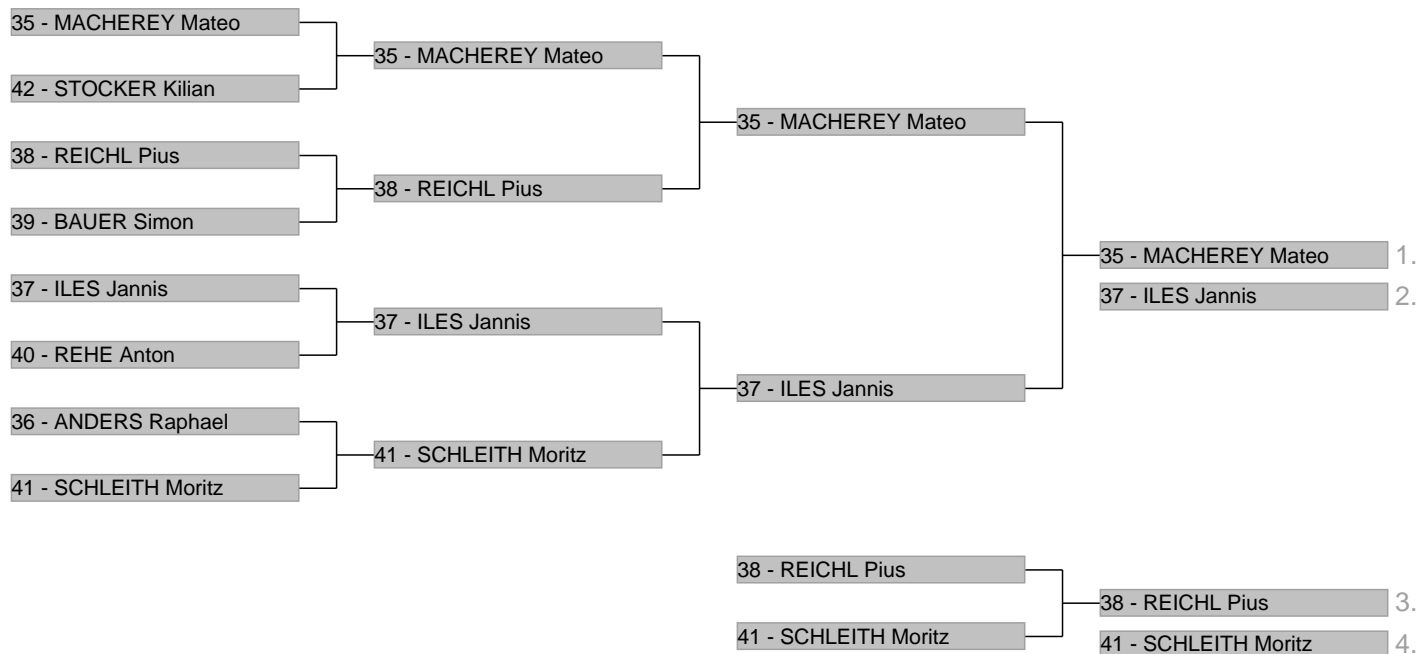 35 - MACHEREY Mateo
42 - STOCKER Kilian
38 - REICHL Pius
39 - BAUER Simon
37 - ILES Jannis
40 - REHE Anton
36 - ANDERS Raphael
41 - SCHLEITH Moritz
35 - MACHEREY Mateo
38 - REICHL Pius
37 - ILES Jannis
41 - SCHLEITH Moritz
35 - MACHEREY Mateo
37 - ILES Jannis
35 - MACHEREY Mateo 1.
37 - ILES Jannis 2.
38 - REICHL Pius
41 - SCHLEITH Moritz
38 - REICHL Pius 3.
41 - SCHLEITH Moritz 4.